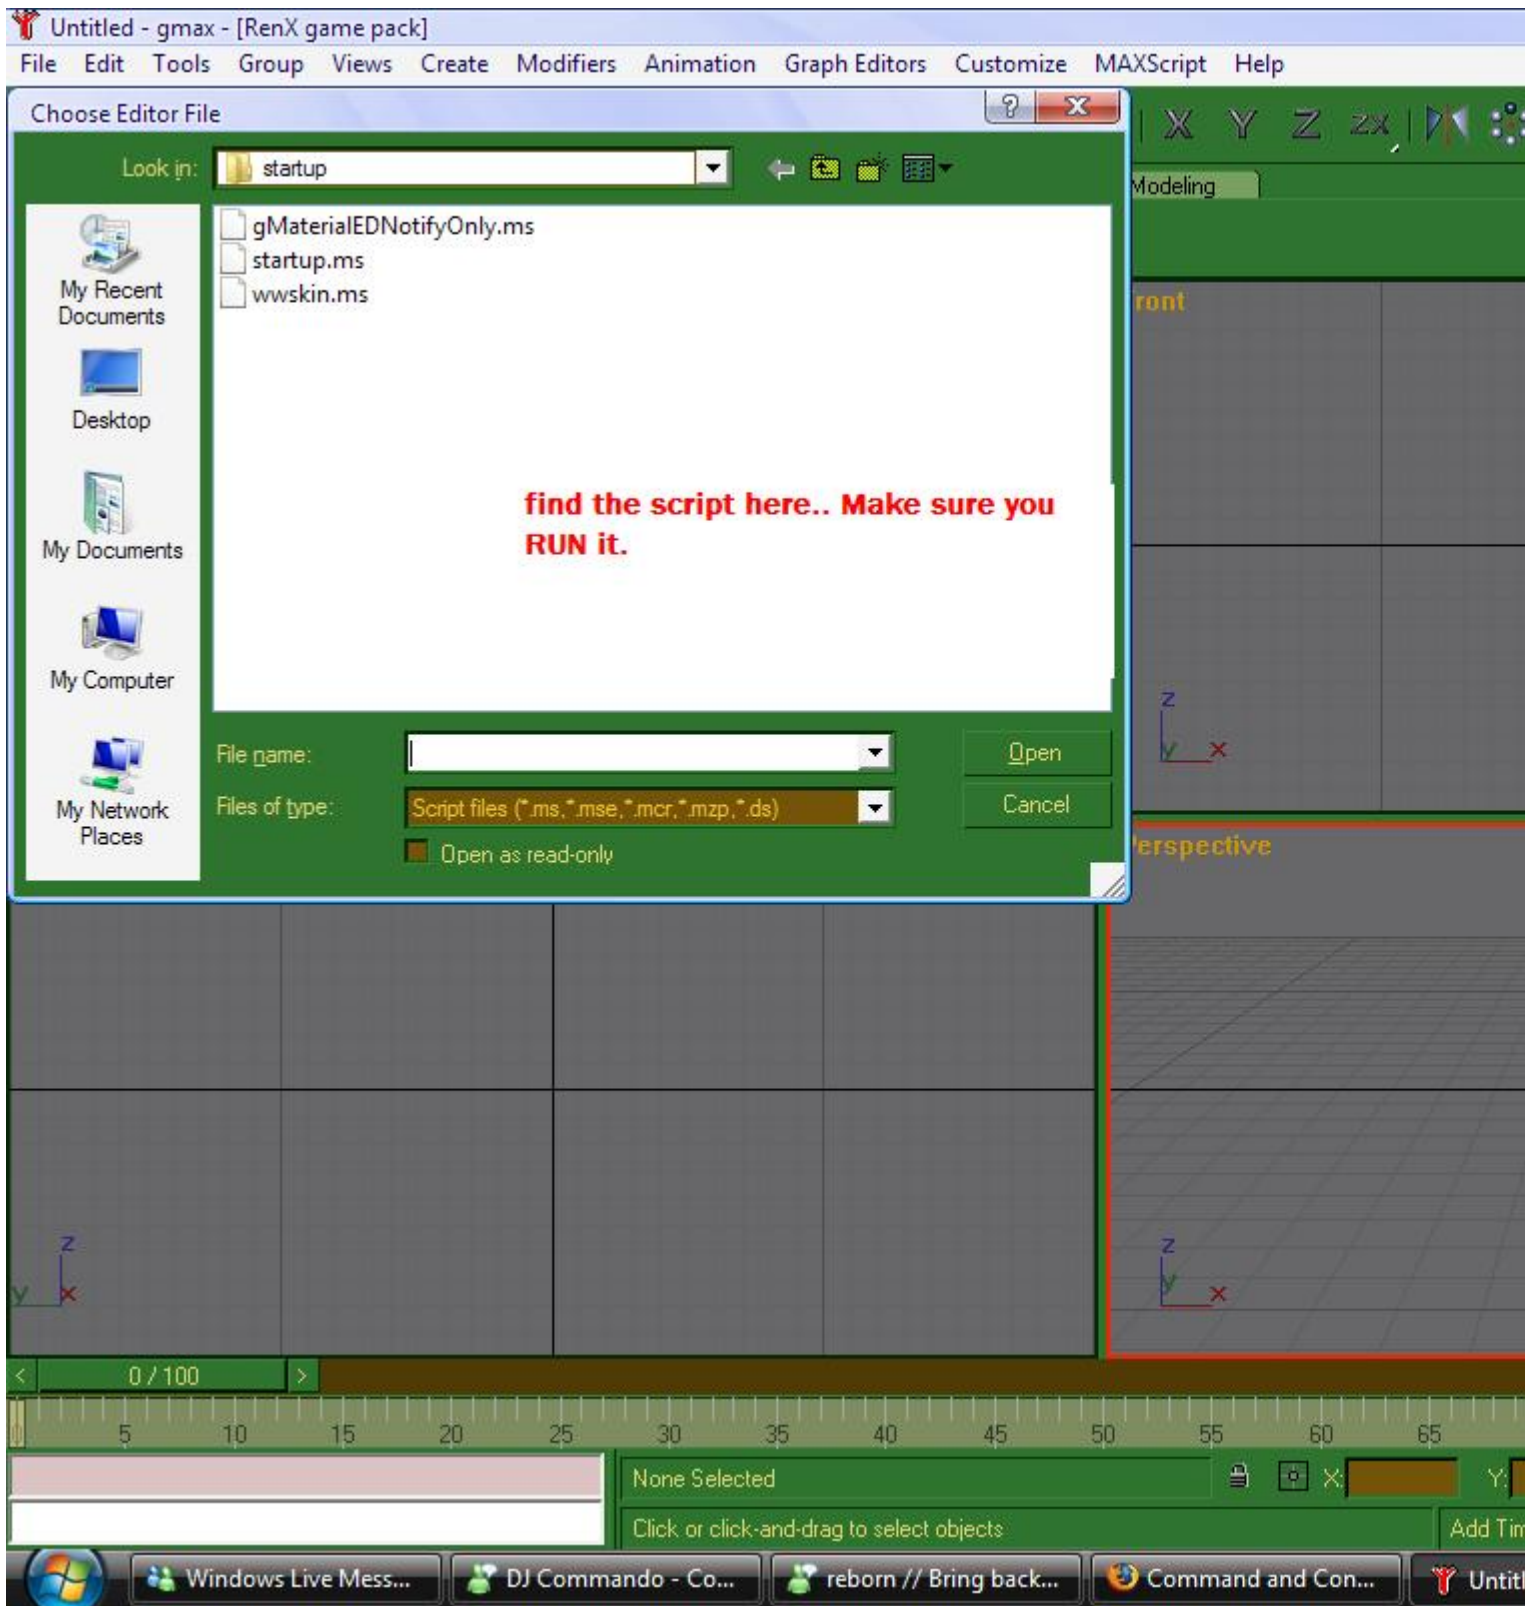 Untitled - gmax - [RenX game pack]
File Edit Tools Group Views Create Modifiers Animation Graph Editors Customize MAXScript Help
Choose Editor File
X Y Z ZX
Look in: startup
Modeling
gMaterialEDNotifyOnly.ms
startup.ms
wwskin.ms
My Recent
Documents
Desktop
My Documents
My Computer
My Network
Places
find the script here.. Make sure you
RUN it.
File name:
Open
Files of type: Script files (*.ms,*.mse,*.mcr,*.mzp,*.ds)
Cancel
Open as read-only
ront
z
y x
erspective
z
y x
z
y x
< 0 / 100 >
5 10 15 20 25 30 35 40 45 50 55 60 65
None Selected
X: Y:
Click or click-and-drag to select objects
Add Tim
Windows Live Mess... DJ Commando - Co... reborn // Bring back... Command and Con... Untitl